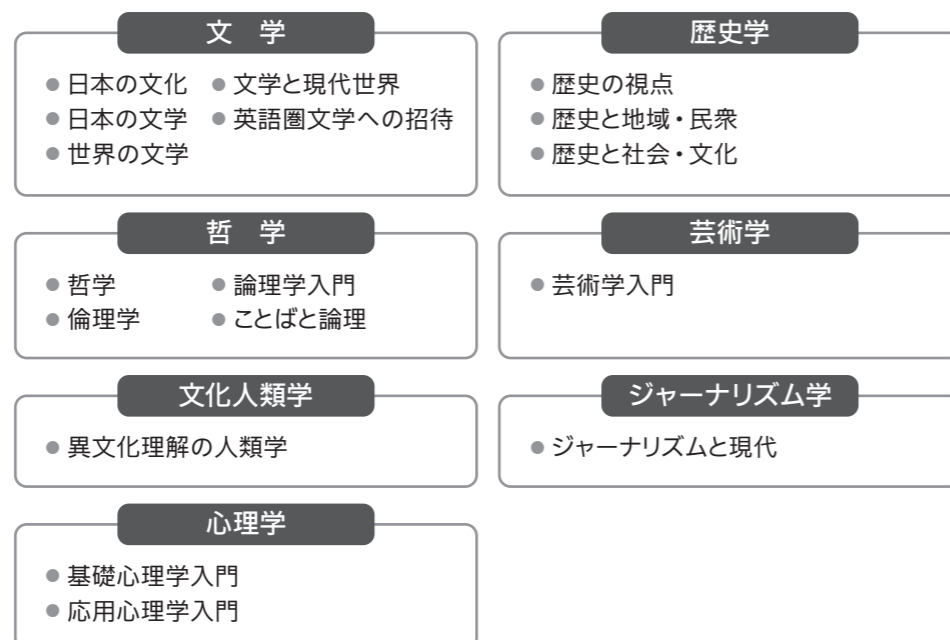 文　学
● 日本の文化　● 文学と現代世界
● 日本の文学　● 英語圏文学への招待
● 世界の文学
歴史学
● 歴史の視点
● 歴史と地域・民衆
● 歴史と社会・文化
哲　学
● 哲学　● 論理学入門
● 倫理学　● ことばと論理
芸術学
● 芸術学入門
文化人類学
● 異文化理解の人類学
ジャーナリズム学
● ジャーナリズムと現代
心理学
● 基礎心理学入門
● 応用心理学入門